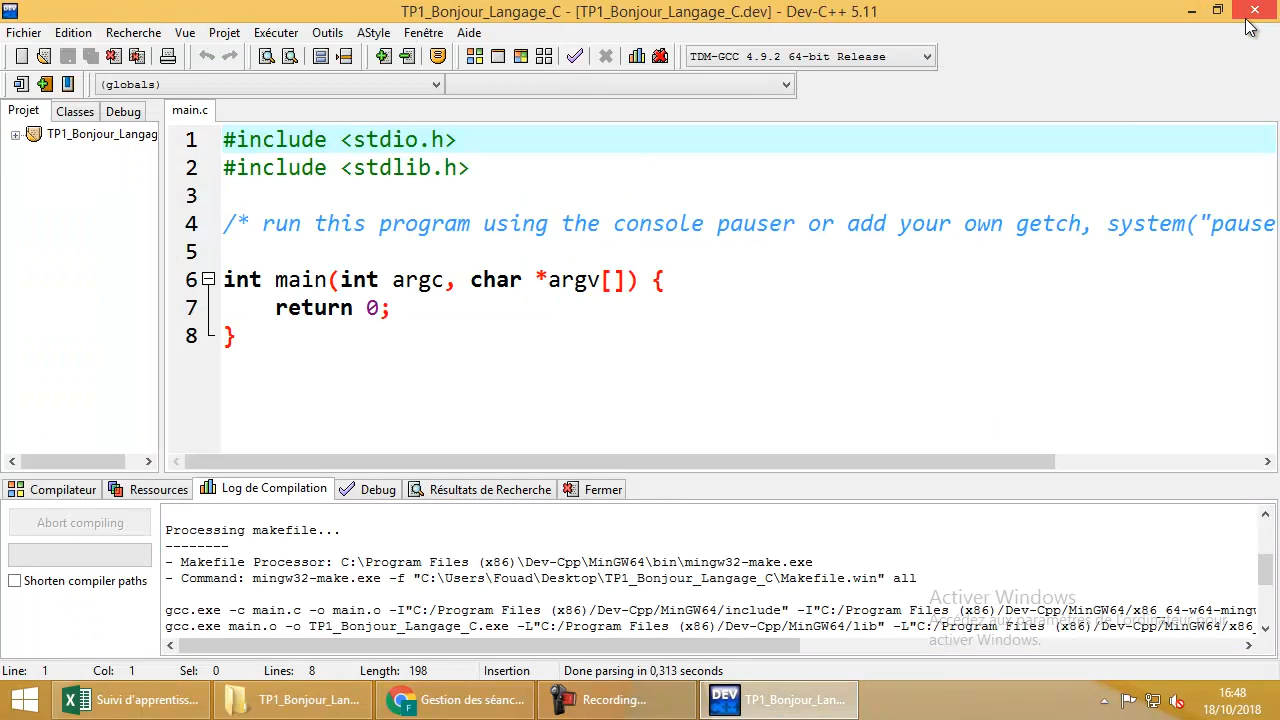 TP1_Bonjour_Langage_C - [TP1_Bonjour_Langage_C.dev] - Dev-C++ 5.11
Fichier Edition Recherche Vue Projet Exécuter Outils AStyle Fenêtre Aide
TDM-GCC 4.9.2 64-bit Release
(globals)
Projet Classes Debug main.c
TP1_Bonjour_Langag
1 #include <stdio.h>
2 #include <stdlib.h>
3
4 /* run this program using the console pauser or add your own getch, system("pause
5
6 int main(int argc, char *argv[]) {
7 return 0;
8 }
Compilateur Ressources Log de Compilation Debug Résultats de Recherche Fermer
Abort compiling
Shorten compiler paths
Processing makefile...
--------
- Makefile Processor: C:\Program Files (x86)\Dev-Cpp\MinGW64\bin\mingw32-make.exe
- Command: mingw32-make.exe -f "C:\Users\Fouad\Desktop\TP1_Bonjour_Langage_C\Makefile.win" all
gcc.exe -c main.c -o main.o -I"C:/Program Files (x86)/Dev-Cpp/MinGW64/include" -I"C:/Program Files (x86)/Dev-Cpp/MinGW64/x86_64-w64-mingw
gcc.exe main.o -o TP1_Bonjour_Langage_C.exe -L"C:/Program Files (x86)/Dev-Cpp/MinGW64/lib" -L"C:/Program Files (x86)/Dev-Cpp/MinGW64/x86_
Activer Windows
Accédez aux paramètres de l'ordinateur pour
activer Windows.
Line: 1 Col: 1 Sel: 0 Lines: 8 Length: 198 Insertion Done parsing in 0,313 seconds
Suivi d'apprentiss... TP1_Bonjour_Lan... Gestion des séanc... Recording... DEV TP1_Bonjour_Lan...
16:48
18/10/2018